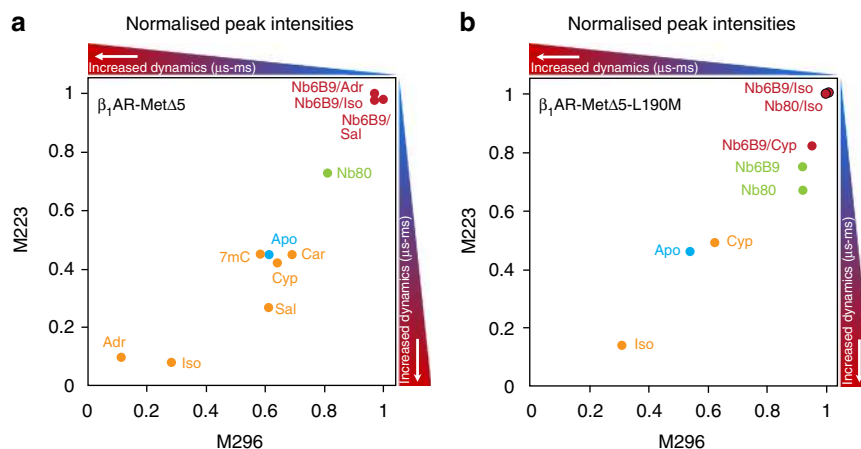 a
Normalised peak intensities
Increased dynamics (μs-ms)
β1AR-MetΔ5
Nb6B9/Adr
Nb6B9/Iso
Nb6B9/
Sal
Nb80
Apo
7mC
Car
Cyp
Sal
Adr
Iso
Increased dynamics (μs-ms)
M223
1
0.8
0.6
0.4
0.2
0
0
0.2
0.4
0.6
0.8
1
M296
b
Normalised peak intensities
Increased dynamics (μs-ms)
β1AR-MetΔ5-L190M
Nb6B9/Iso
Nb80/Iso
Nb6B9/Cyp
Nb6B9
Nb80
Apo
Cyp
Iso
Increased dynamics (μs-ms)
1
0.8
0.6
0.4
0.2
0
0
0.2
0.4
0.6
0.8
1
M296